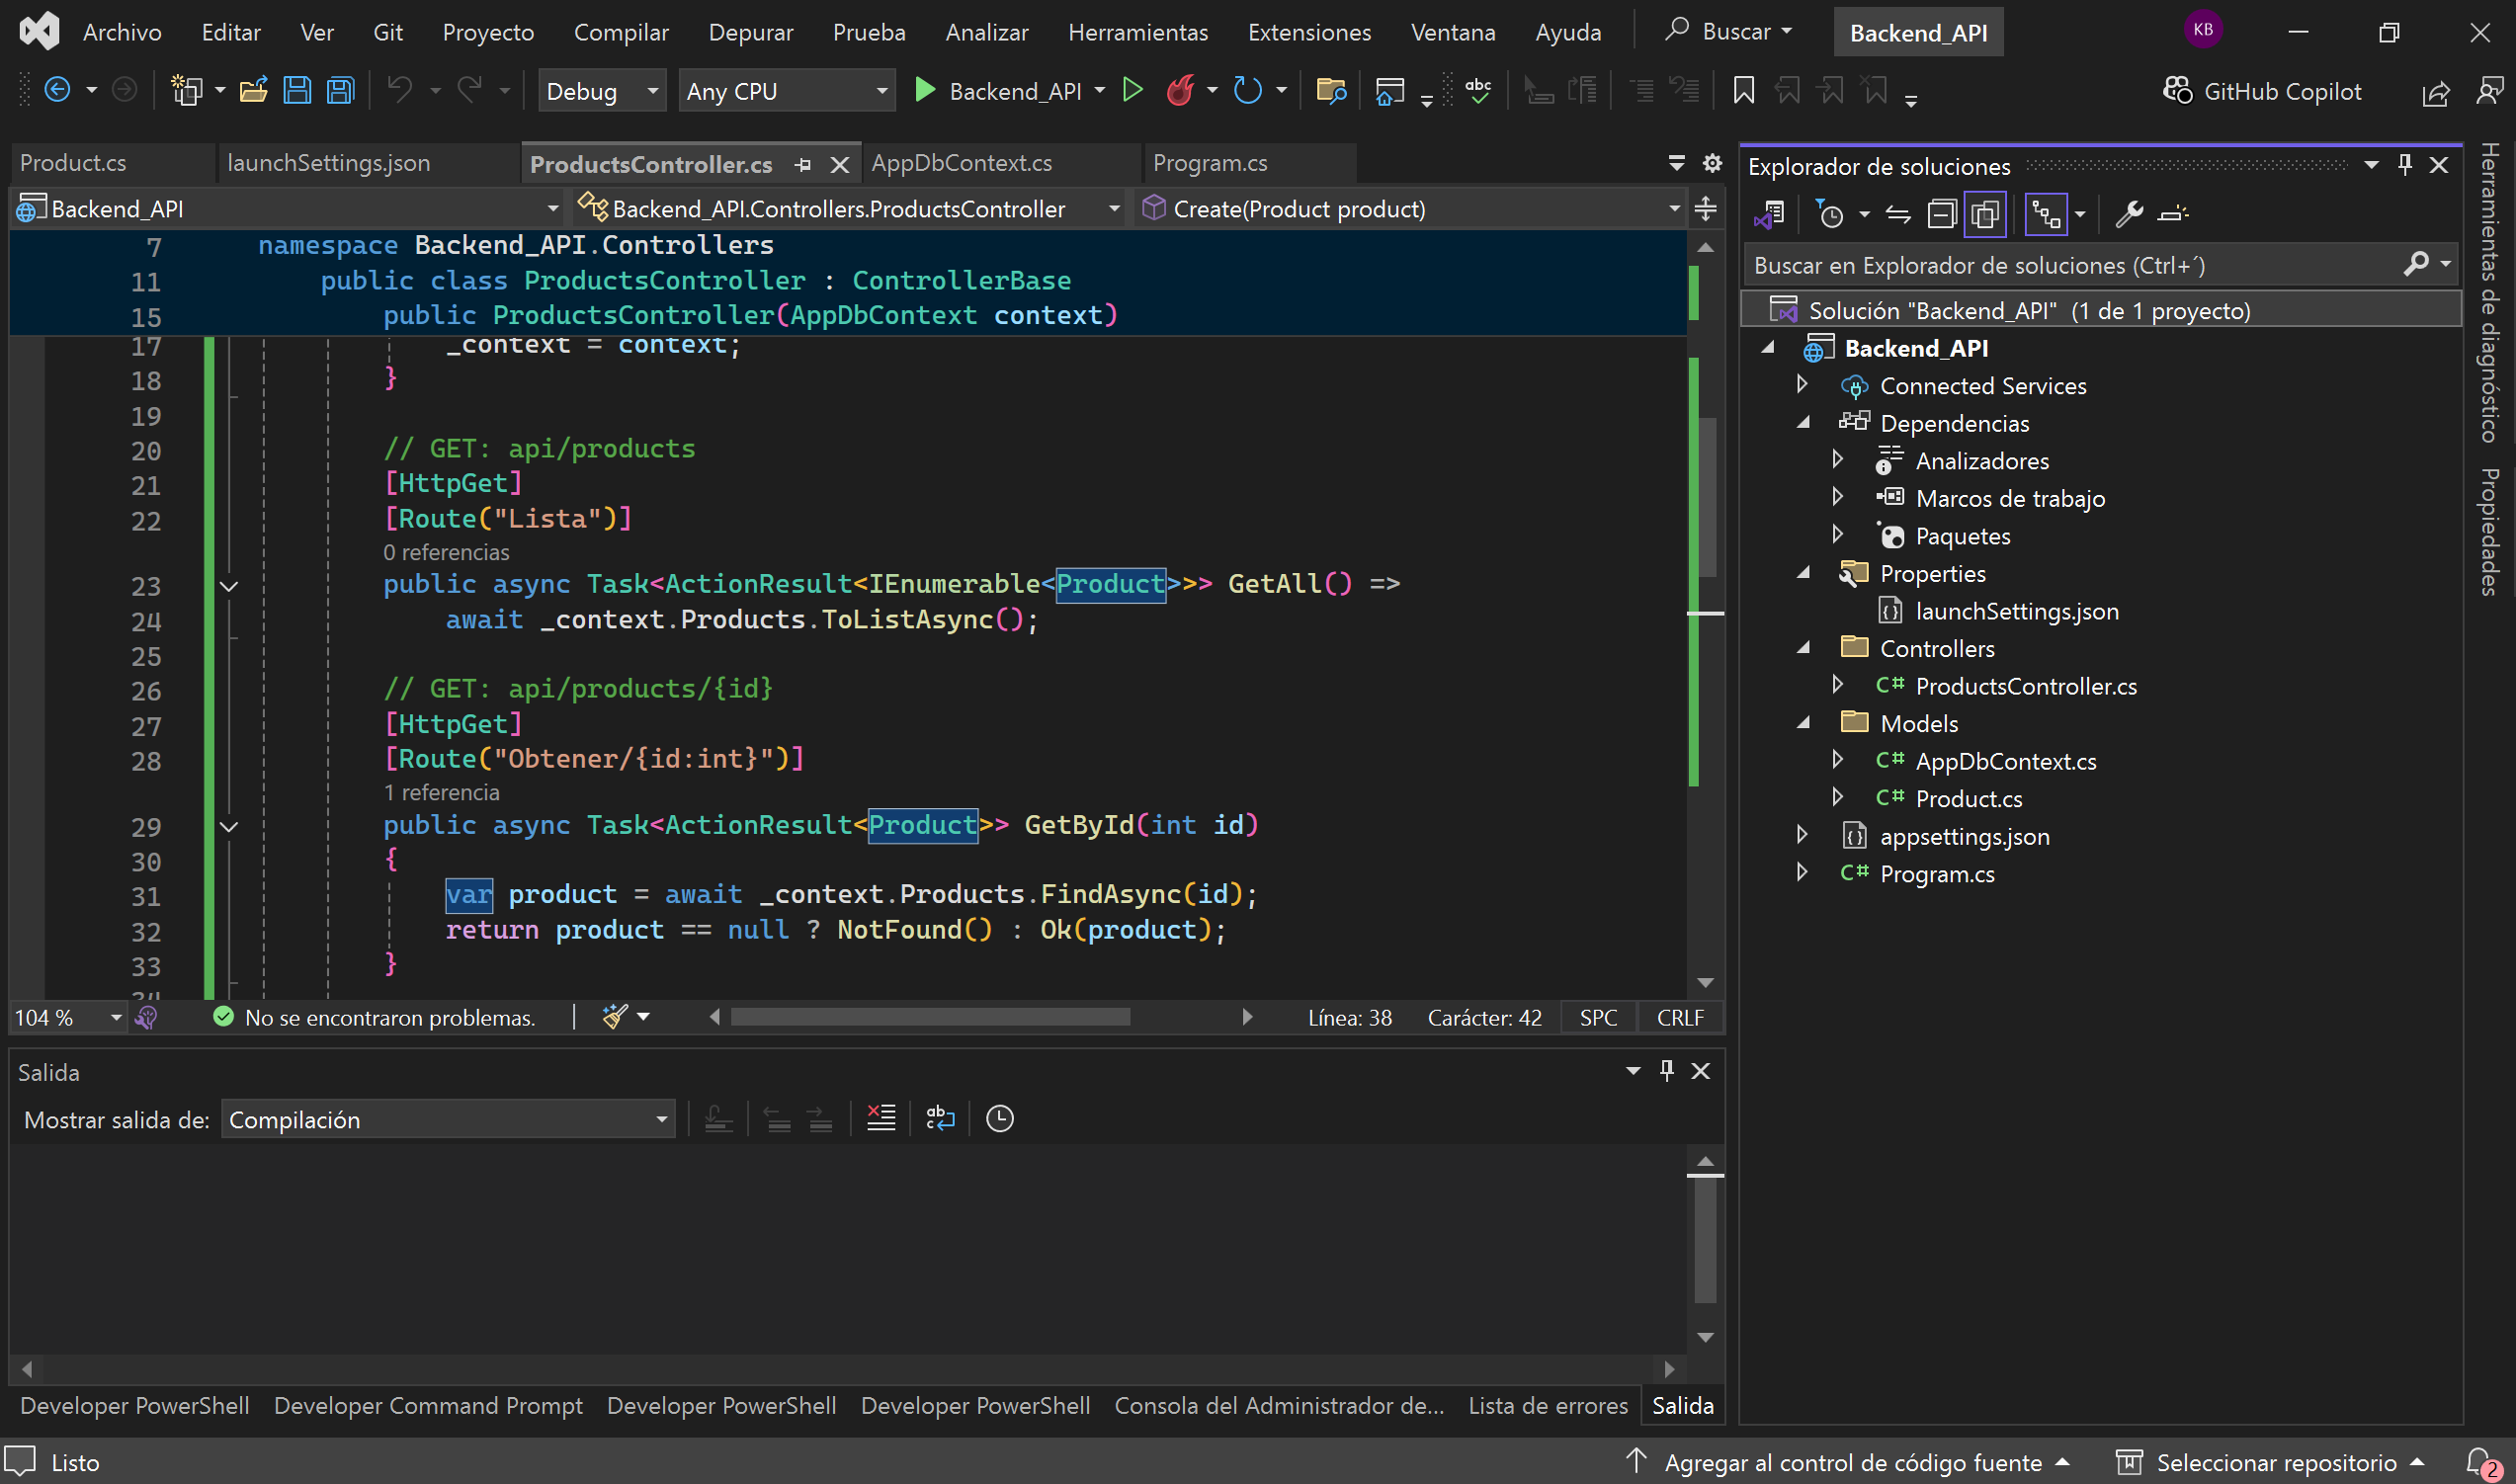 Archivo Editar Ver Git Proyecto Compilar Depurar Prueba Analizar Herramientas Extensiones Ventana Ayuda Buscar Backend_API KB
Debug Any CPU Backend_API abc GitHub Copilot
Product.cs launchSettings.json ProductsController.cs AppDbContext.cs Program.cs
Backend_API Backend_API.Controllers.ProductsController Create(Product product)
7 namespace Backend_API.Controllers
11 public class ProductsController : ControllerBase
15 public ProductsController(AppDbContext context)
17 _context = context;
18 }
19
20 // GET: api/products
21 [HttpGet]
22 [Route("Lista")]
0 referencias
23 public async Task<ActionResult<IEnumerable<Product>>> GetAll() =>
24 await _context.Products.ToListAsync();
25
26 // GET: api/products/{id}
27 [HttpGet]
28 [Route("Obtener/{id:int}")]
1 referencia
29 public async Task<ActionResult<Product>> GetById(int id)
30 {
31 var product = await _context.Products.FindAsync(id);
32 return product == null ? NotFound() : Ok(product);
33 }
104 % No se encontraron problemas. Línea: 38 Carácter: 42 SPC CRLF
Salida
Mostrar salida de: Compilación
Developer PowerShell Developer Command Prompt Developer PowerShell Developer PowerShell Consola del Administrador de... Lista de errores Salida
Explorador de soluciones
Buscar en Explorador de soluciones (Ctrl+´)
Solución "Backend_API" (1 de 1 proyecto)
Backend_API
Connected Services
Dependencias
Analizadores
Marcos de trabajo
Paquetes
Properties
launchSettings.json
Controllers
C# ProductsController.cs
Models
C# AppDbContext.cs
C# Product.cs
appsettings.json
C# Program.cs
Herramientas de diagnóstico
Propiedades
Listo Agregar al control de código fuente Seleccionar repositorio 2